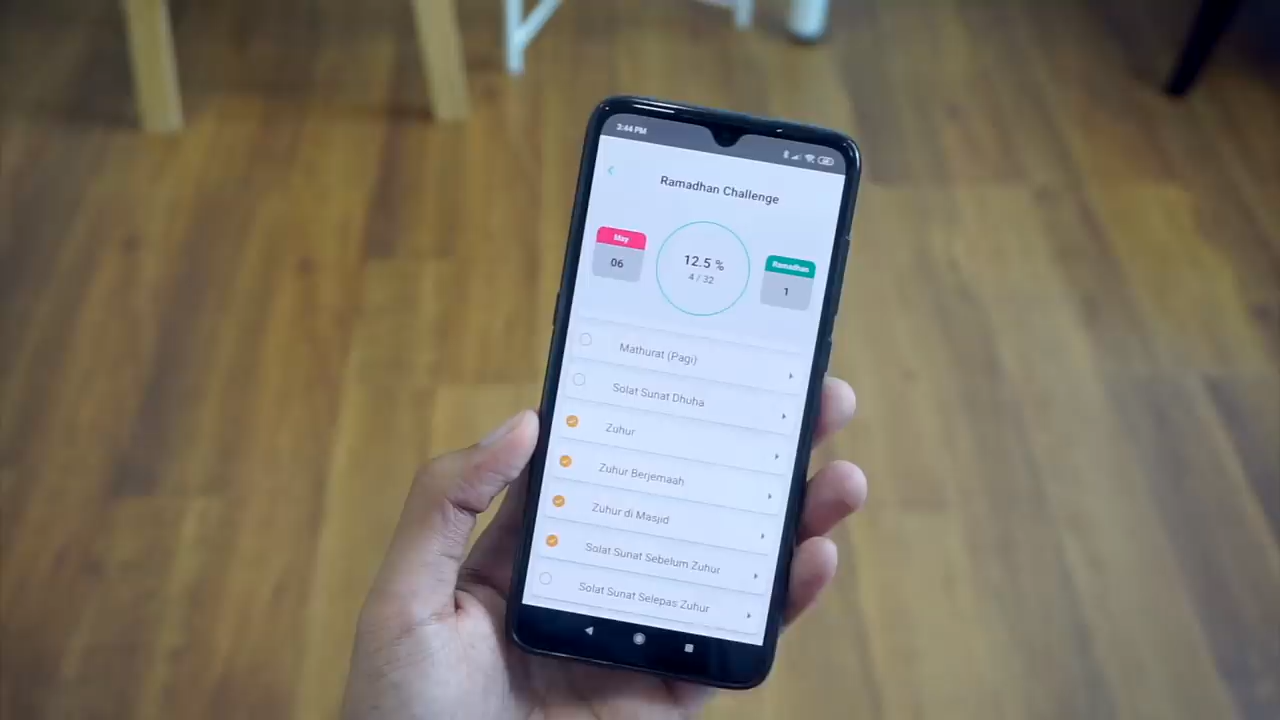 3:44 PM
Ramadhan Challenge
May
06
12.5 %
4 / 32
Ramadhan
1
Mathurat (Pagi)
Solat Sunat Dhuha
Zuhur
Zuhur Berjemaah
Zuhur di Masjid
Solat Sunat Sebelum Zuhur
Solat Sunat Selepas Zuhur